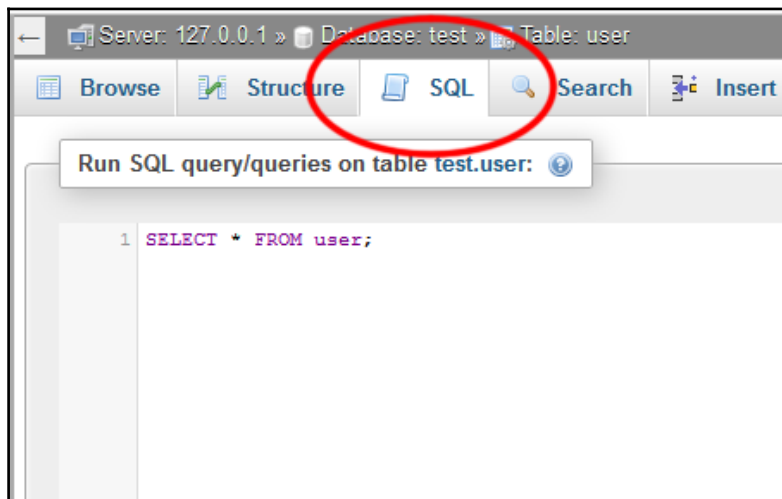 ← Server: 127.0.0.1 » Database: test » Table: user
Browse Structure SQL Search Insert
Run SQL query/queries on table test.user:
1 SELECT * FROM user;